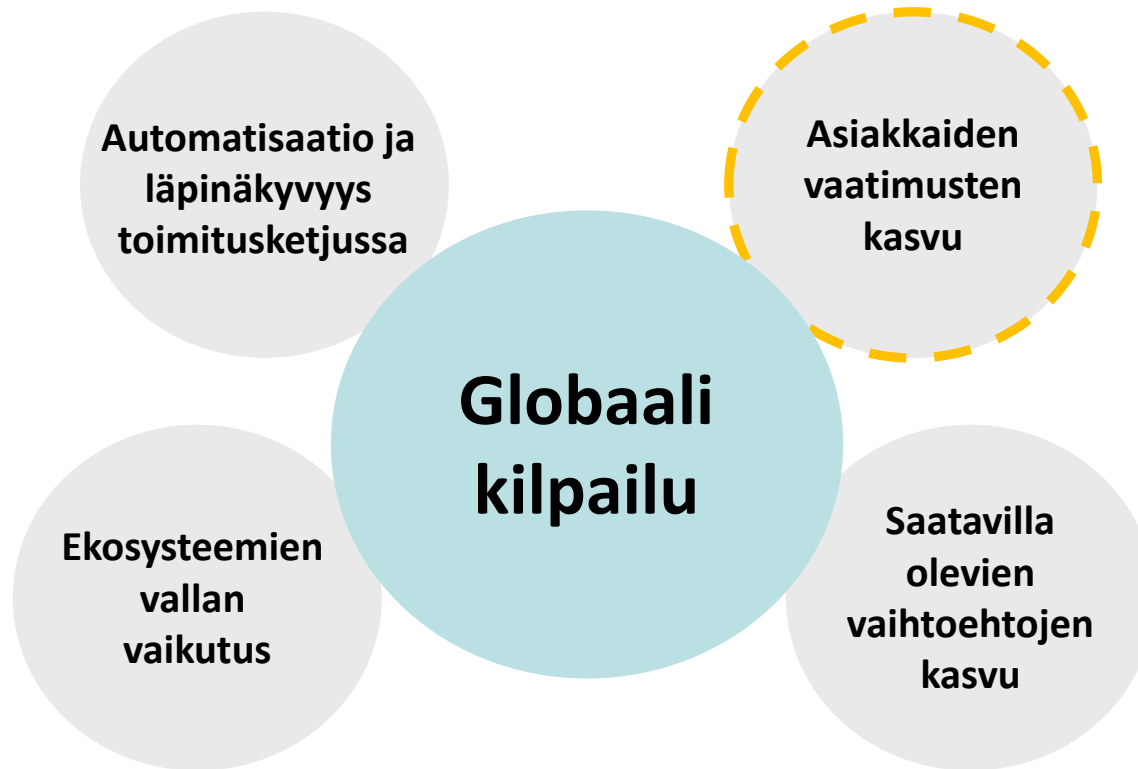 Automatisaatio ja
läpinäkyvyys
toimitusketjussa
Asiakkaiden
vaatimusten
kasvu
Globaali
kilpailu
Ekosysteemien
vallan
vaikutus
Saatavilla
olevien
vaihtoehtojen
kasvu